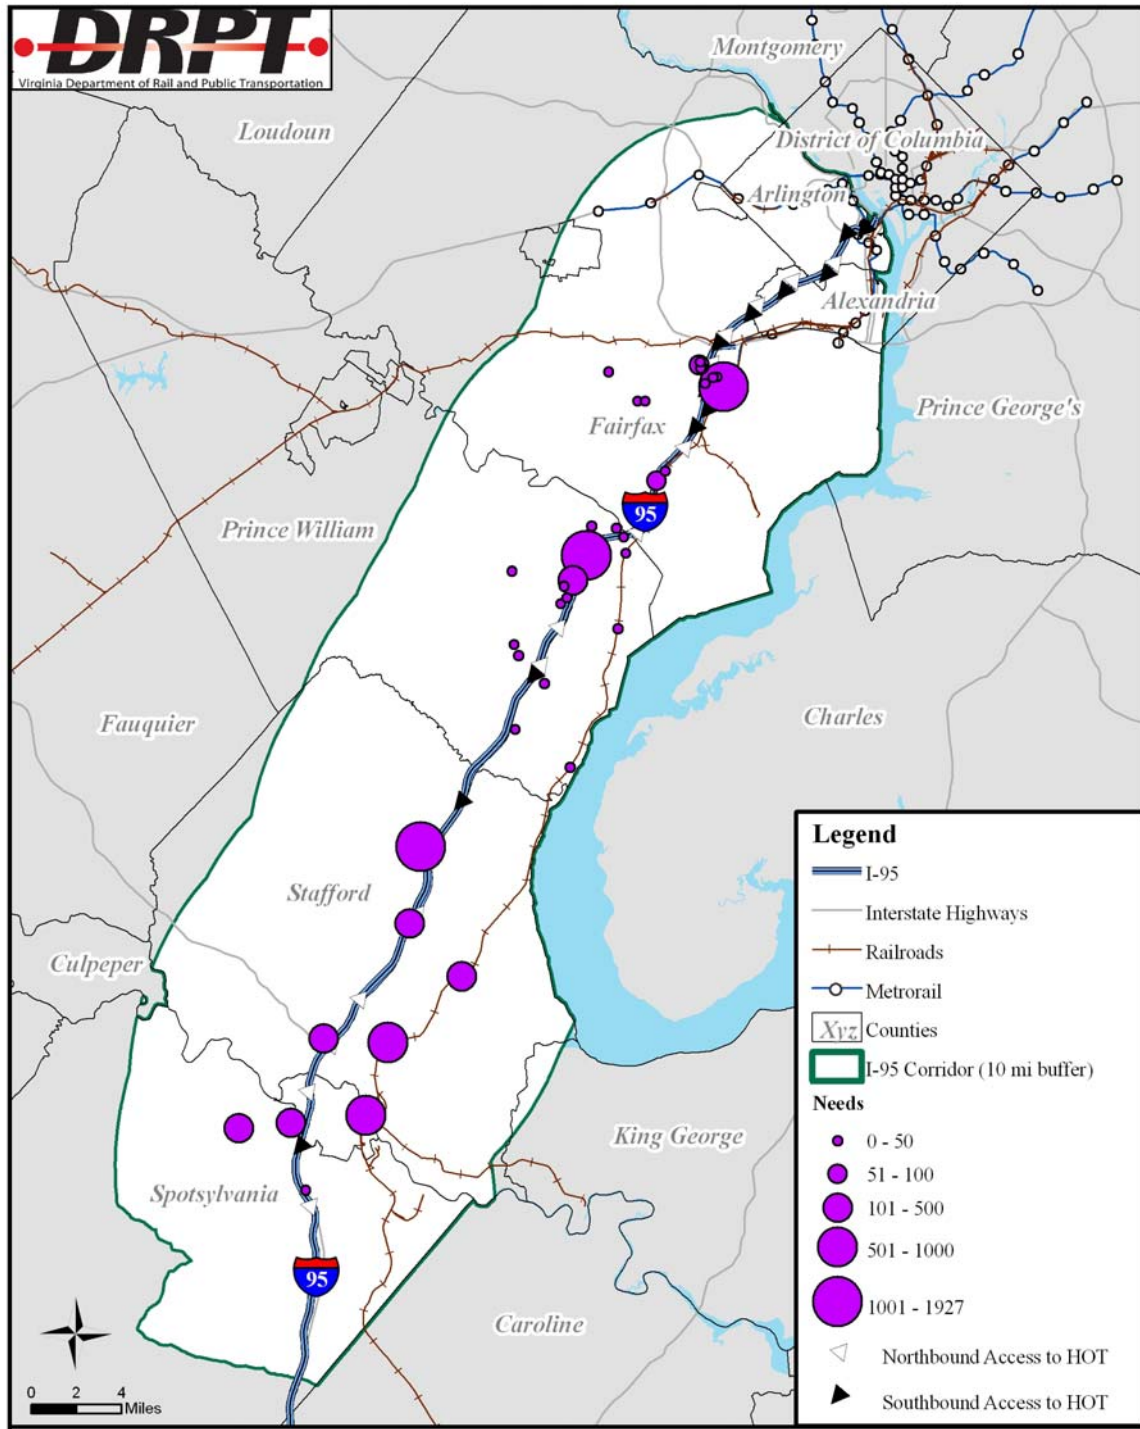 DRPT
Virginia Department of Rail and Public Transportation
Montgomery
Loudoun
District of Columbia
Arlington
Alexandria
Prince George's
Fairfax
95
Prince William
Charles
Fauquier
Stafford
Culpeper
King George
Spotsylvania
95
Caroline
0 2 4
Miles
Legend
I-95
Interstate Highways
Railroads
Metrorail
Xyz Counties
I-95 Corridor (10 mi buffer)
Needs
0 - 50
51 - 100
101 - 500
501 - 1000
1001 - 1927
Northbound Access to HOT
Southbound Access to HOT